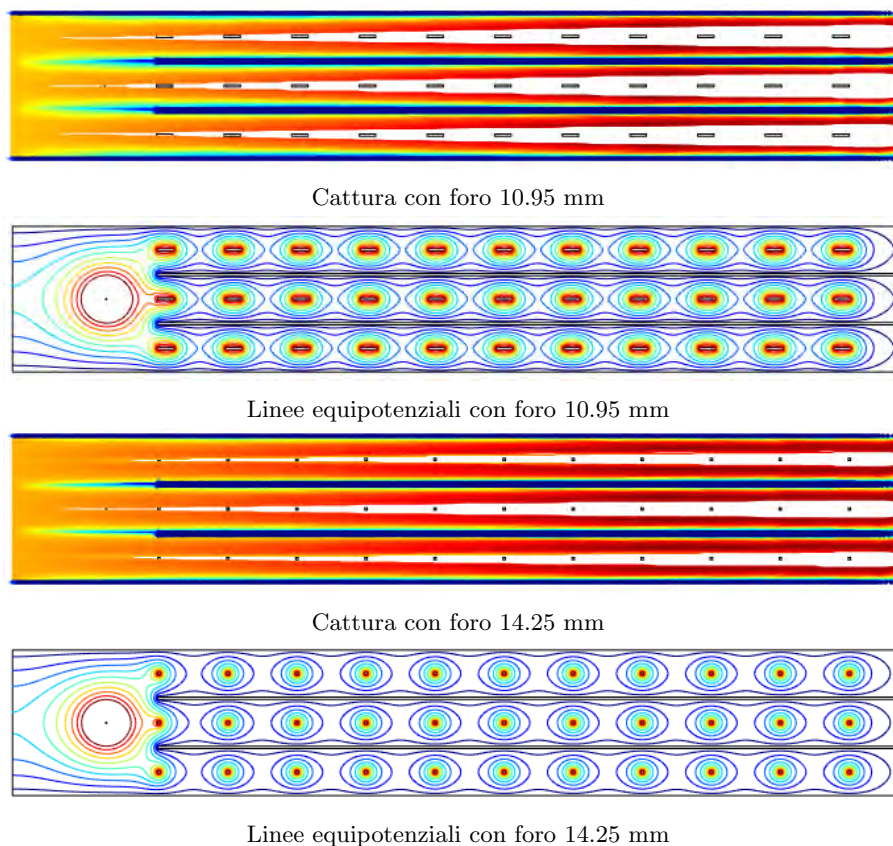 Cattura con foro 10.95 mm
Linee equipotenziali con foro 10.95 mm
Cattura con foro 14.25 mm
Linee equipotenziali con foro 14.25 mm